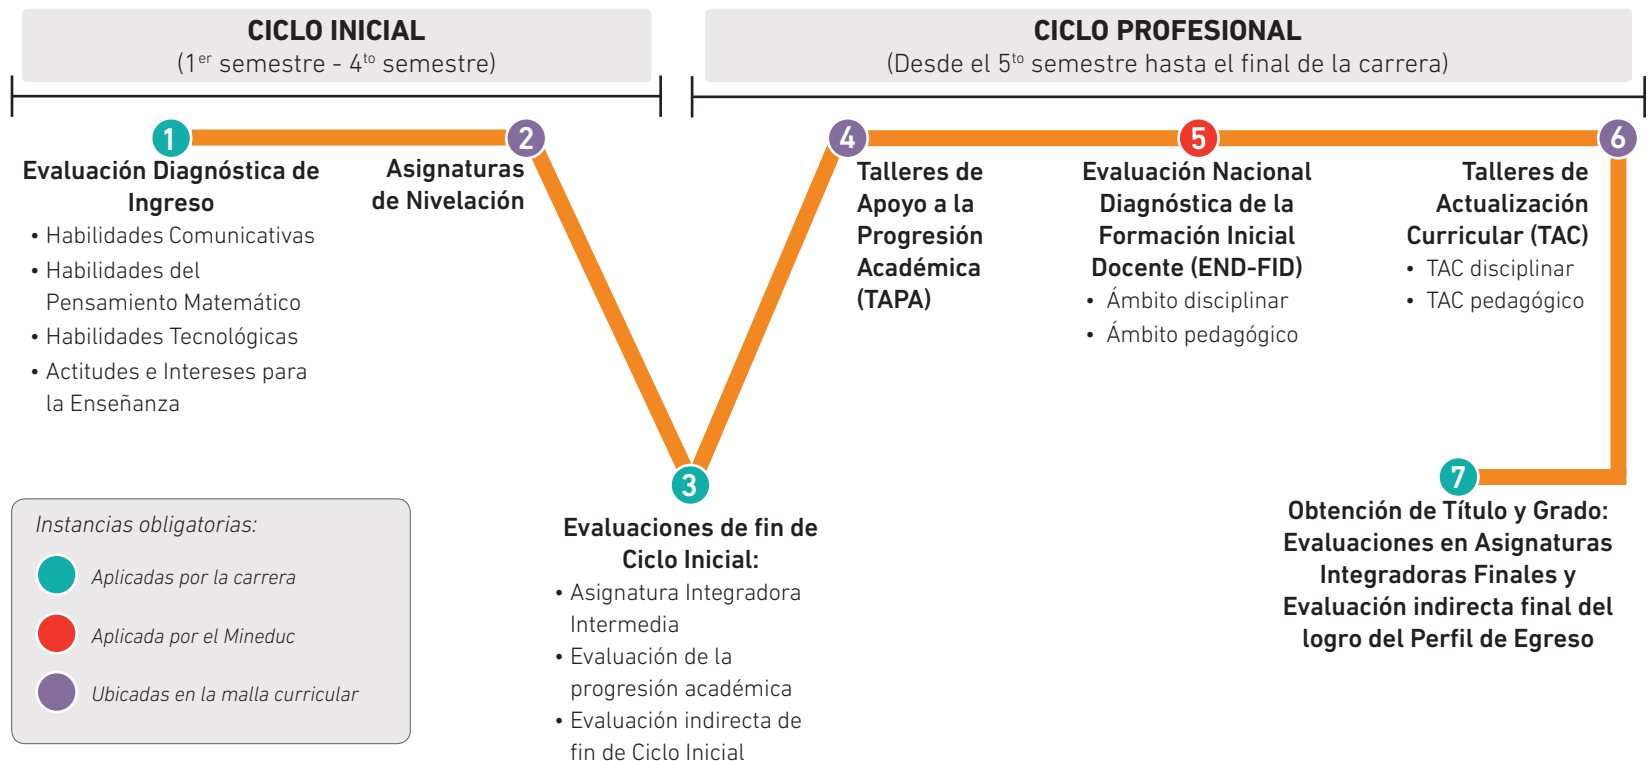 CICLO INICIAL
(1er semestre - 4to semestre)
CICLO PROFESIONAL
(Desde el 5to semestre hasta el final de la carrera)
1
Evaluación Diagnóstica de
Ingreso
• Habilidades Comunicativas
• Habilidades del
Pensamiento Matemático
• Habilidades Tecnológicas
• Actitudes e Intereses para
la Enseñanza
2
Asignaturas
de Nivelación
3
Evaluaciones de fin de
Ciclo Inicial:
• Asignatura Integradora
Intermedia
• Evaluación de la
progresión académica
• Evaluación indirecta de
fin de Ciclo Inicial
4
Talleres de
Apoyo a la
Progresión
Académica
(TAPA)
5
Evaluación Nacional
Diagnóstica de la
Formación Inicial
Docente (END-FID)
• Ámbito disciplinar
• Ámbito pedagógico
6
Talleres de
Actualización
Curricular (TAC)
• TAC disciplinar
• TAC pedagógico
7
Obtención de Título y Grado:
Evaluaciones en Asignaturas
Integradoras Finales y
Evaluación indirecta final del
logro del Perfil de Egreso
Instancias obligatorias:
Aplicadas por la carrera
Aplicada por el Mineduc
Ubicadas en la malla curricular